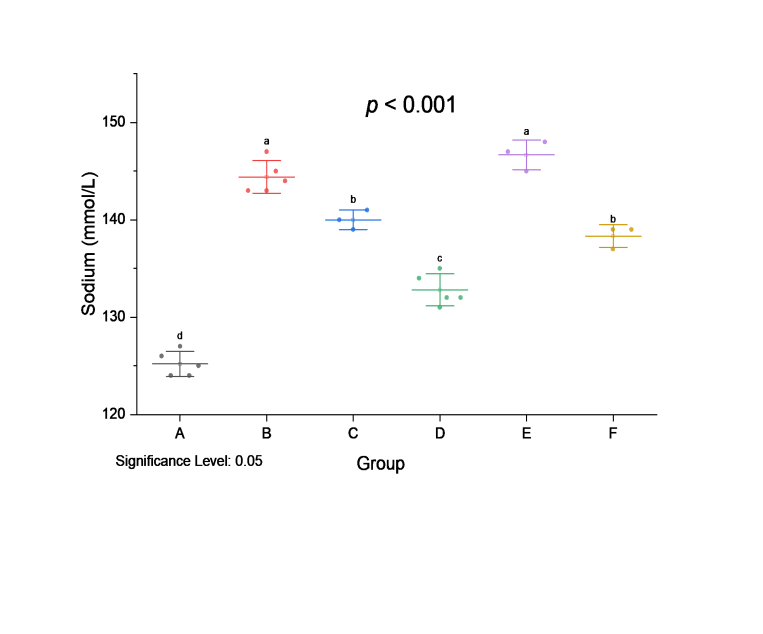 p < 0.001
150
140
130
120
Sodium (mmol/L)
d
a
b
c
a
b
A B C D E F
Significance Level: 0.05
Group